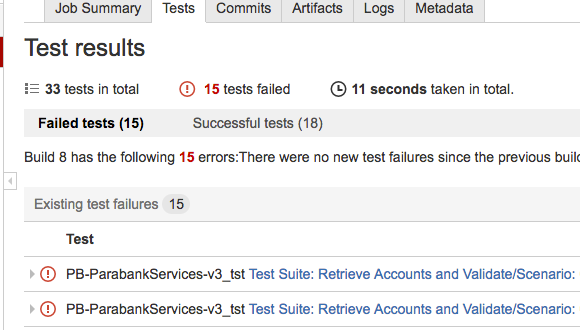 Job Summary Tests Commits Artifacts Logs Metadata
Test results
33 tests in total 15 tests failed 11 seconds taken in total.
Failed tests (15) Successful tests (18)
Build 8 has the following 15 errors:There were no new test failures since the previous buil
Existing test failures 15
Test
PB-ParabankServices-v3_tst Test Suite: Retrieve Accounts and Validate/Scenario:
PB-ParabankServices-v3_tst Test Suite: Retrieve Accounts and Validate/Scenario: